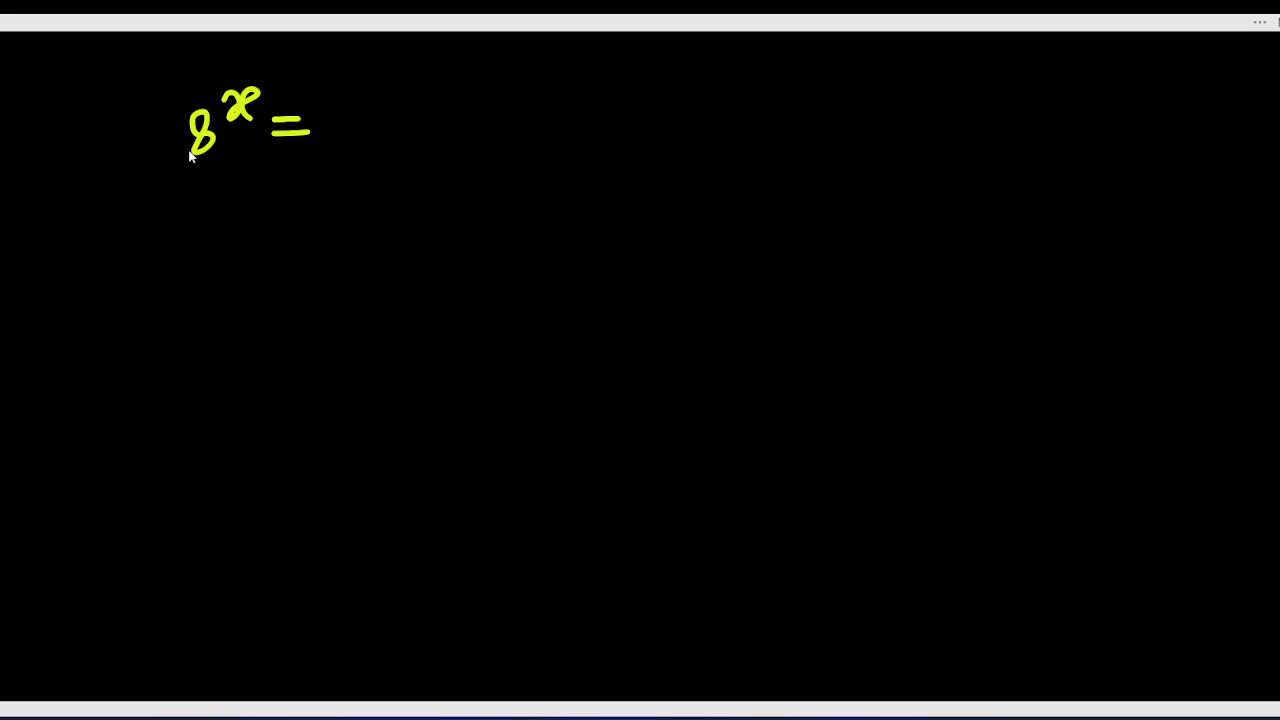 8^x =